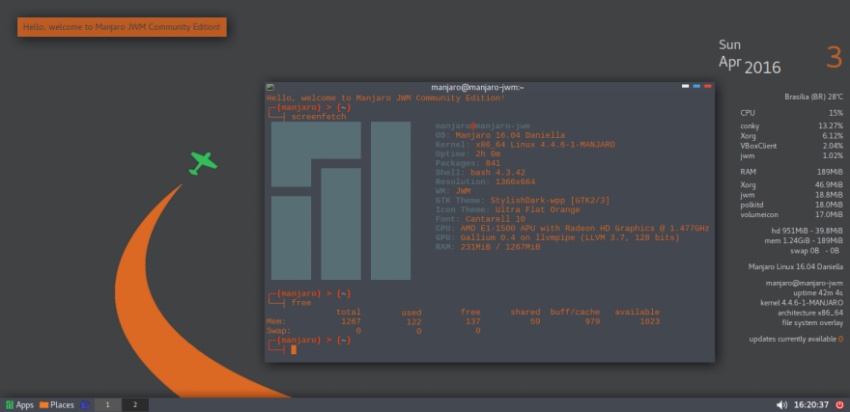 Hello, welcome to Manjaro JWM Community Edition!
Sun
Apr 2016 3
Brasília (BR) 28°C
CPU 15%
conky 13.27%
Xorg 6.12%
VBoxClient 2.04%
jwm 1.02%
RAM 189MiB
Xorg 46.9MiB
jwm 18.8MiB
polkitd 18.0MiB
volumeicon 17.0MiB
hd 951MiB - 39.8MiB
mem 1.24GiB - 189MiB
swap 0B - 0B
Manjaro Linux 16.04 Daniella
manjaro@manjaro-jwm
uptime 42m 4s
kernel 4.4.6-1-MANJARO
architecture x86_64
file system overlay
updates currently available 0
manjaro@manjaro-jwm:~
Hello, welcome to Manjaro JWM Community Edition!
┌─{manjaro} > {~}
└──┤ screenfetch
manjaro@manjaro-jwm
OS: Manjaro 16.04 Daniella
Kernel: x86_64 Linux 4.4.6-1-MANJARO
Uptime: 2h 0m
Packages: 841
Shell: bash 4.3.42
Resolution: 1366x664
WM: JWM
GTK Theme: StylishDark-wpp [GTK2/3]
Icon Theme: Ultra Flat Orange
Font: Cantarell 10
CPU: AMD E1-1500 APU with Radeon HD Graphics @ 1.477GHz
GPU: Gallium 0.4 on llvmpipe (LLVM 3.7, 128 bits)
RAM: 231MiB / 1267MiB
┌─{manjaro} > {~}
└──┤ free
total used free shared buff/cache available
Mem: 1267 122 137 59 979 1023
Swap: 0 0 0
┌─{manjaro} > {~}
└──┤
Apps Places 1 2 16:20:37